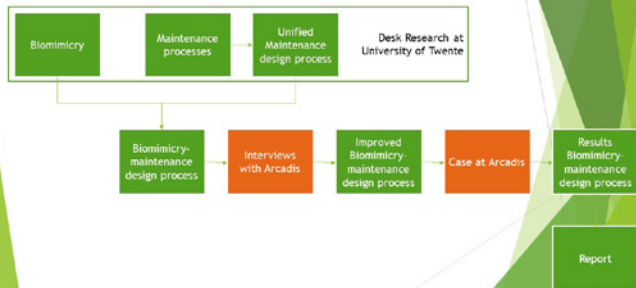 Biomimicry
Maintenance
processes
Unified
Maintenance
design process
Desk Research at
University of Twente
Biomimicry-
maintenance
design process
Interviews
with Arcadis
Improved
Biomimicry-
maintenance
design process
Case at Arcadis
Results
Biomimicry-
maintenance
design process
Report